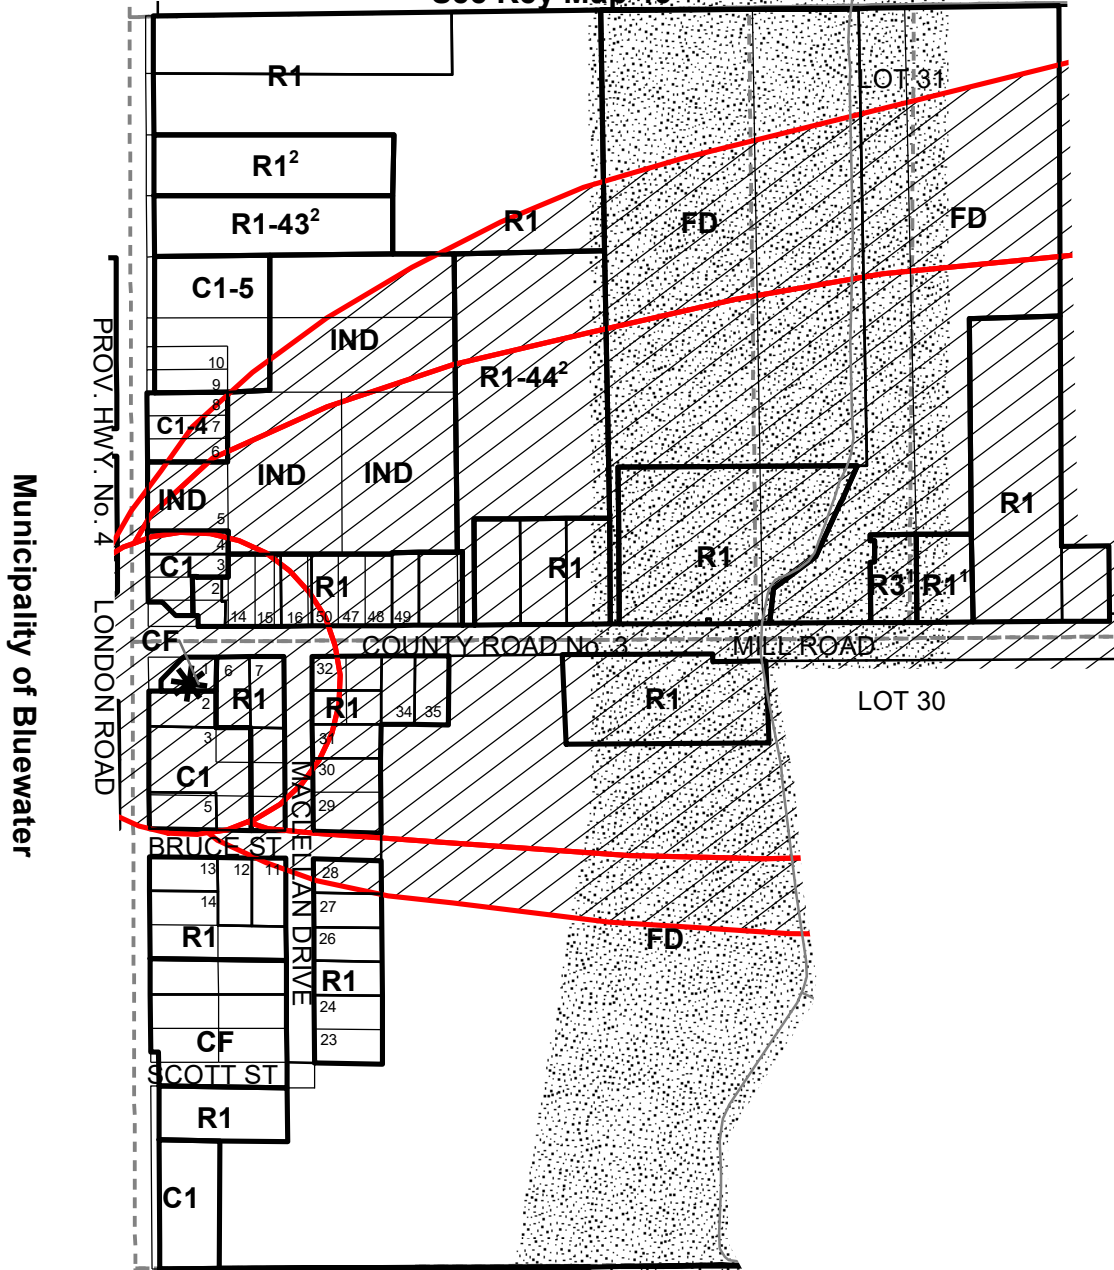 LOT 31
R1
R1²
R1-43²
R1
FD
FD
C1-5
IND
R1-44²
10
9
8
C1-4
7
6
IND
IND
IND
5
R1
4
C1
3
2
R1
R1
R1
R3¹
R1¹
14
15
16
50
47
48
49
PROV. HWY. No. 4
LONDON ROAD
Municipality of Bluewater
CF
COUNTY ROAD No. 3
MILL ROAD
LOT 30
1
6
7
32
2
R1
R1
34
35
R1
3
31
C1
30
5
29
MACLELLAN DRIVE
BRUCE ST
13
12
11
28
14
27
R1
26
FD
R1
24
CF
23
SCOTT ST
R1
C1